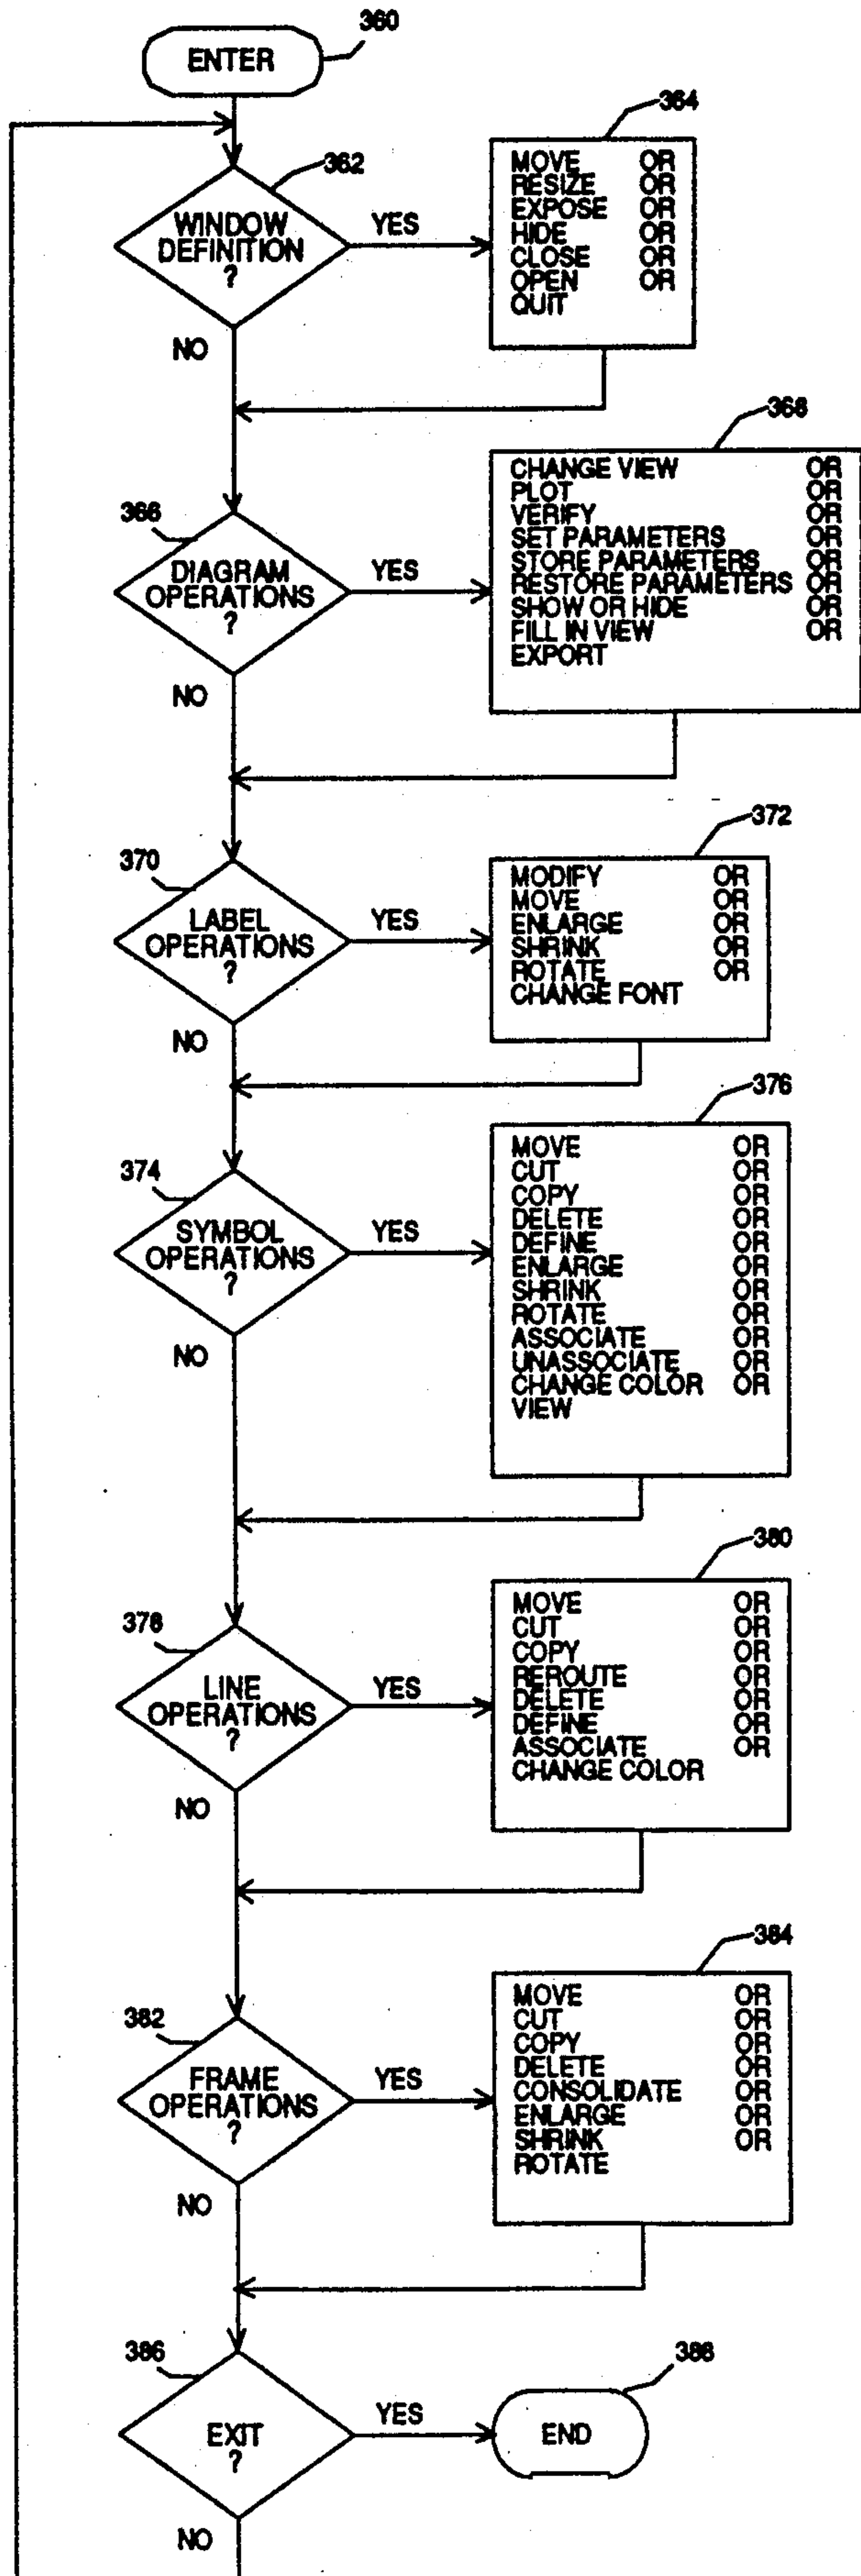 360
ENTER
364
362
WINDOW
DEFINITION
?
YES
NO
MOVE OR
RESIZE OR
EXPOSE OR
HIDE OR
CLOSE OR
OPEN OR
QUIT
368
366
DIAGRAM
OPERATIONS
?
YES
NO
CHANGE VIEW OR
PLOT OR
VERIFY OR
SET PARAMETERS OR
STORE PARAMETERS OR
RESTORE PARAMETERS OR
SHOW OR HIDE OR
FILL IN VIEW OR
EXPORT
372
370
LABEL
OPERATIONS
?
YES
NO
MODIFY OR
MOVE OR
ENLARGE OR
SHRINK OR
ROTATE OR
CHANGE FONT
376
374
SYMBOL
OPERATIONS
?
YES
NO
MOVE OR
CUT OR
COPY OR
DELETE OR
DEFINE OR
ENLARGE OR
SHRINK OR
ROTATE OR
ASSOCIATE OR
UNASSOCIATE OR
CHANGE COLOR OR
VIEW
380
378
LINE
OPERATIONS
?
YES
NO
MOVE OR
CUT OR
COPY OR
REROUTE OR
DELETE OR
DEFINE OR
ASSOCIATE OR
CHANGE COLOR
384
382
FRAME
OPERATIONS
?
YES
NO
MOVE OR
CUT OR
COPY OR
DELETE OR
CONSOLIDATE OR
ENLARGE OR
SHRINK OR
ROTATE
386
388
EXIT
?
YES
END
NO